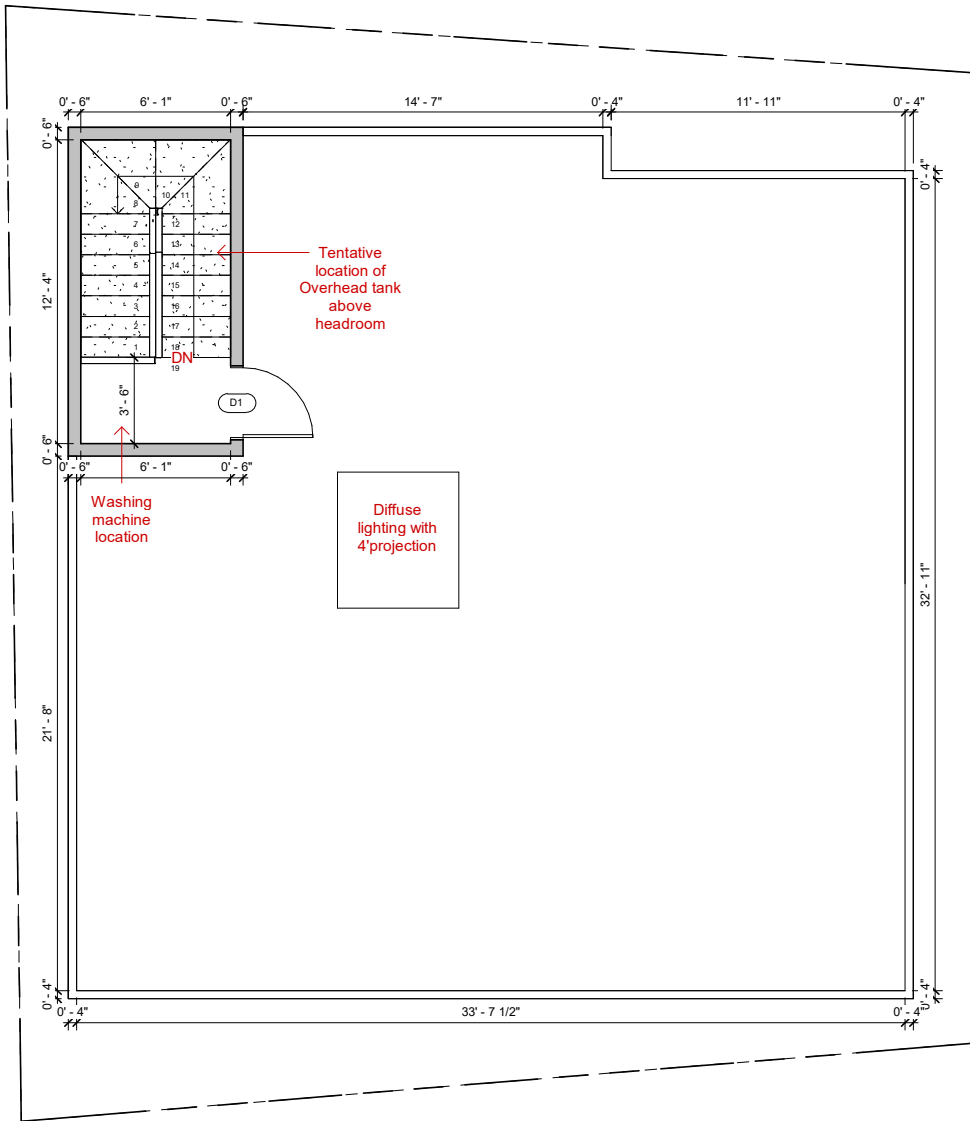 0' - 6"
6' - 1"
0' - 6"
14' - 7"
0' - 4"
11' - 11"
0' - 4"
0' - 6"
0' - 4"
9
10
11
8
7
12
6
13
5
14
4
15
3
16
2
17
1
18
DN
19
12' - 4"
Tentative
location of
Overhead tank
above
headroom
3' - 6"
D1
0' - 6"
0' - 6"
6' - 1"
0' - 6"
Washing
machine
location
Diffuse
lighting with
4'projection
32' - 11"
21' - 8"
0' - 4"
0' - 4"
0' - 4"
33' - 7 1/2"
0' - 4"